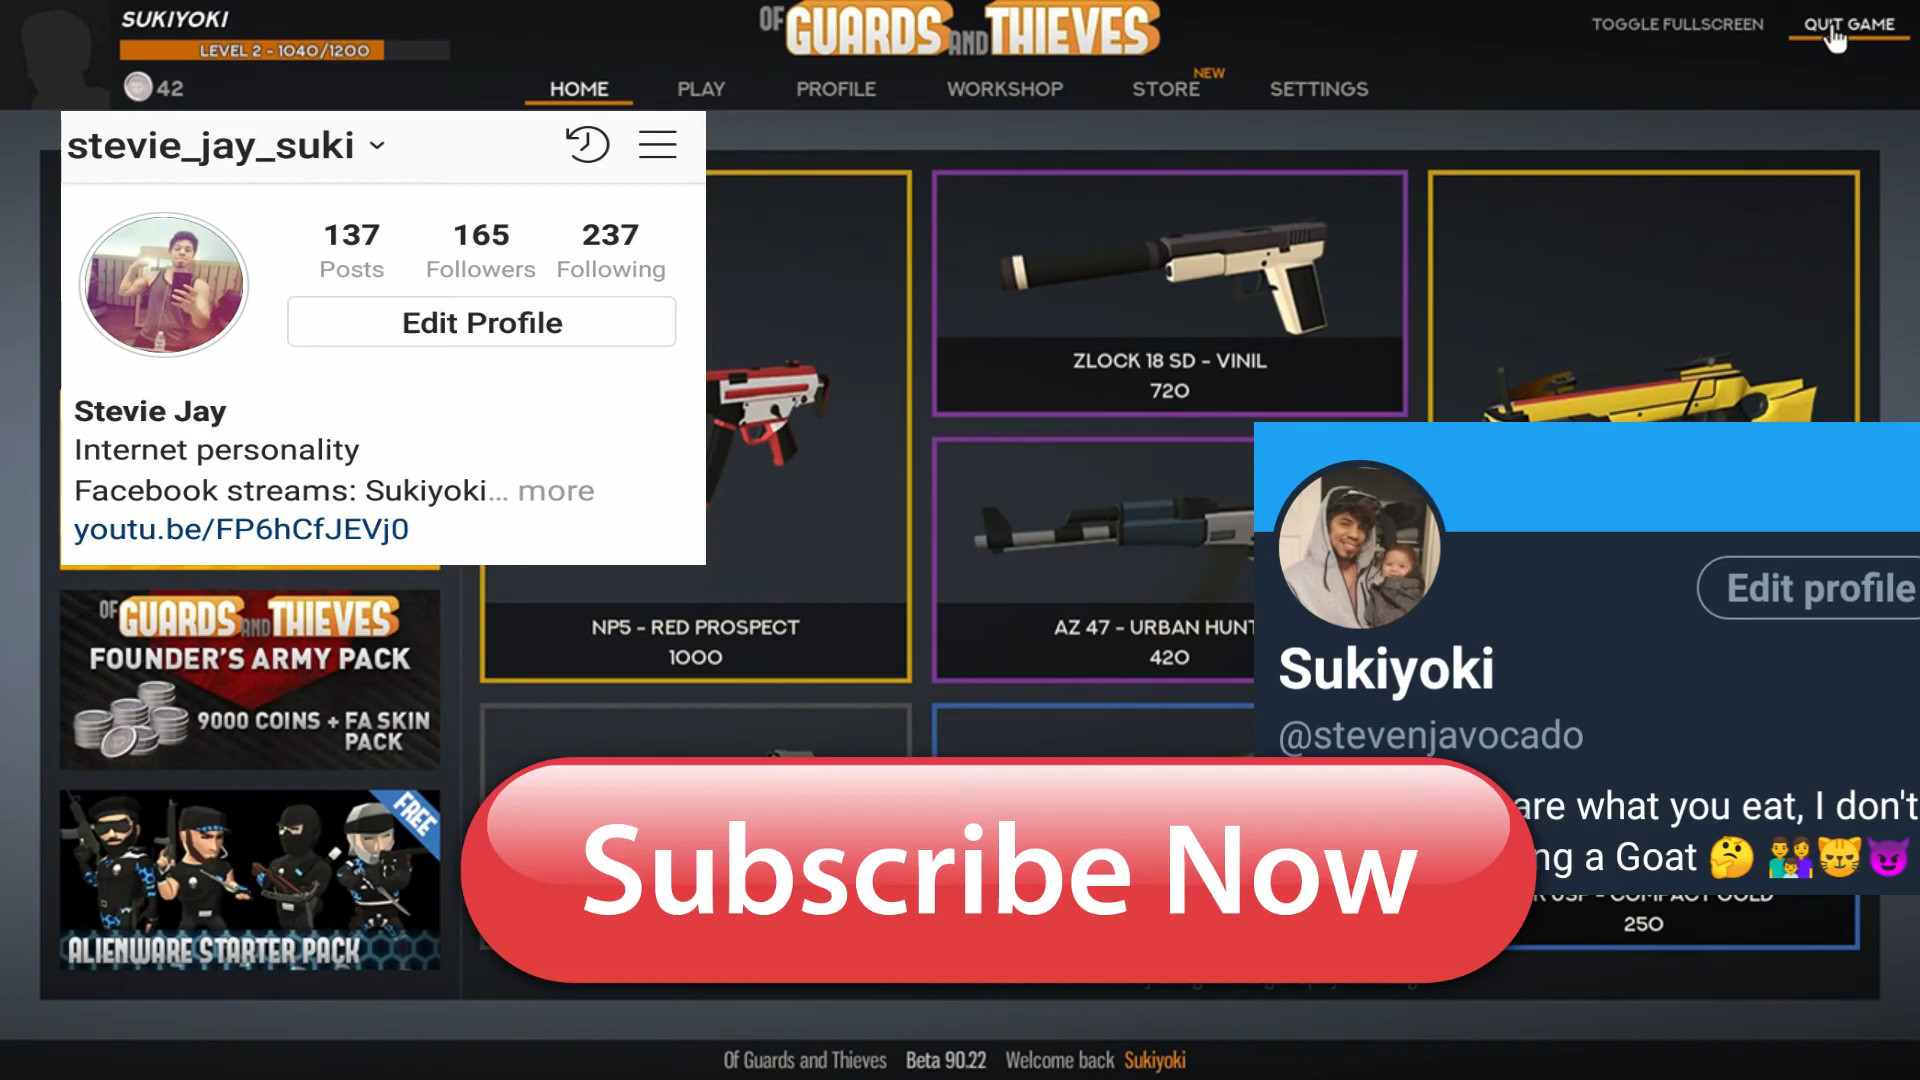 SUKIYOKI
LEVEL 2 - 1040/1200
42
OF GUARDS AND THIEVES
TOGGLE FULLSCREEN
QUIT GAME
HOME
PLAY
PROFILE
WORKSHOP
STORE
NEW
SETTINGS
stevie_jay_suki
137
165
237
Posts
Followers
Following
Edit Profile
Stevie Jay
Internet personality
Facebook streams: Sukiyoki... more
youtu.be/FP6hCfJEVj0
ZLOCK 18 SD - VINIL
720
NP5 - RED PROSPECT
1000
AZ 47 - URBAN HUNT
420
OF GUARDS AND THIEVES
FOUNDER'S ARMY PACK
9000 COINS + FA SKIN
PACK
FREE
ALIENWARE STARTER PACK
Edit profile
Sukiyoki
@stevenjavocado
are what you eat, I don't
ng a Goat 🤔 👨‍👩‍👦 😼 😈
USP - COMPACT GOLD
250
Subscribe Now
Of Guards and Thieves Beta 90.22 Welcome back Sukiyoki